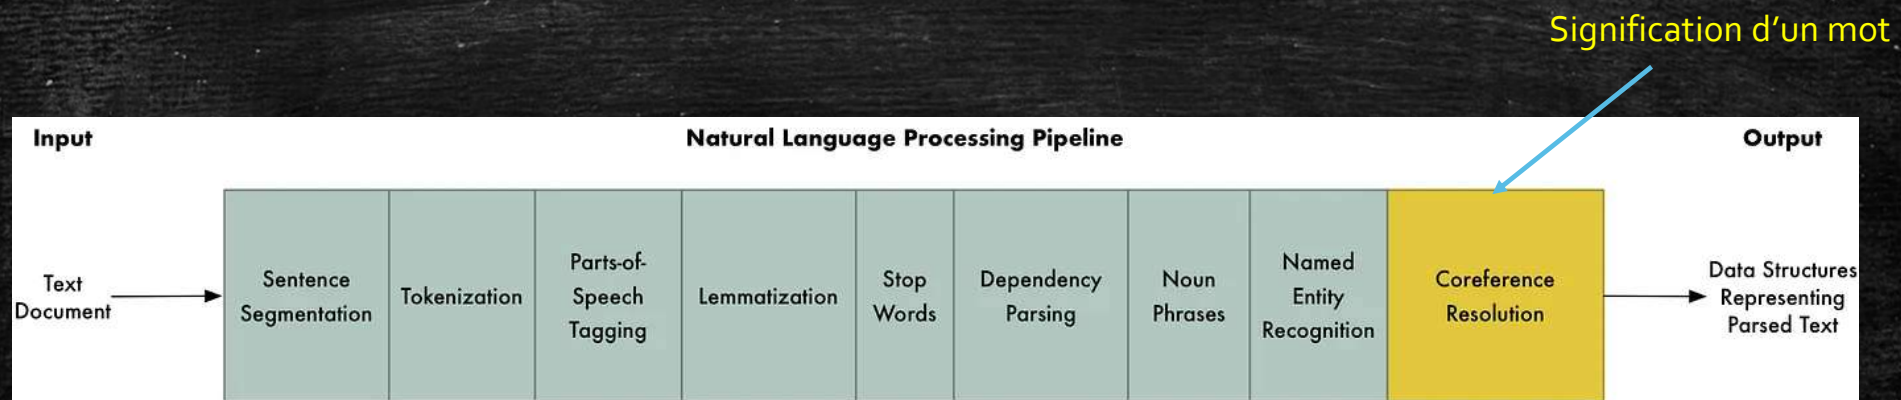 Signification d’un mot
Input
Natural Language Processing Pipeline
Output
Text
Document
Sentence
Segmentation
Tokenization
Parts-of-
Speech
Tagging
Lemmatization
Stop
Words
Dependency
Parsing
Noun
Phrases
Named
Entity
Recognition
Coreference
Resolution
Data Structures
Representing
Parsed Text